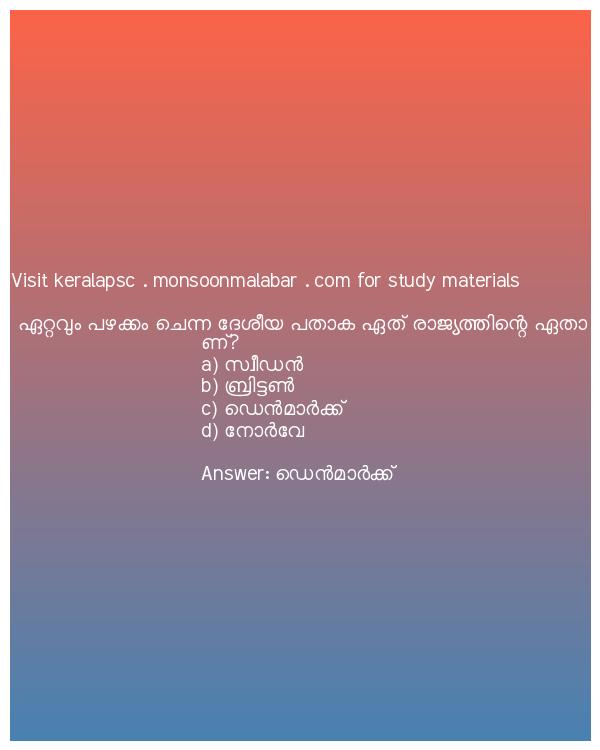 Visit keralapsc . monsoonmalabar . com for study materials
ഏറ്റവും പഴക്കം ചെന്ന ദേശീയ പതാക ഏത് രാജ്യത്തിന്റെ ഏതാ
ണ്?
a) സ്വീഡൻ
b) ബ്രിട്ടൺ
c) ഡെൻമാർക്ക്
d) നോർവേ
Answer: ഡെൻമാർക്ക്